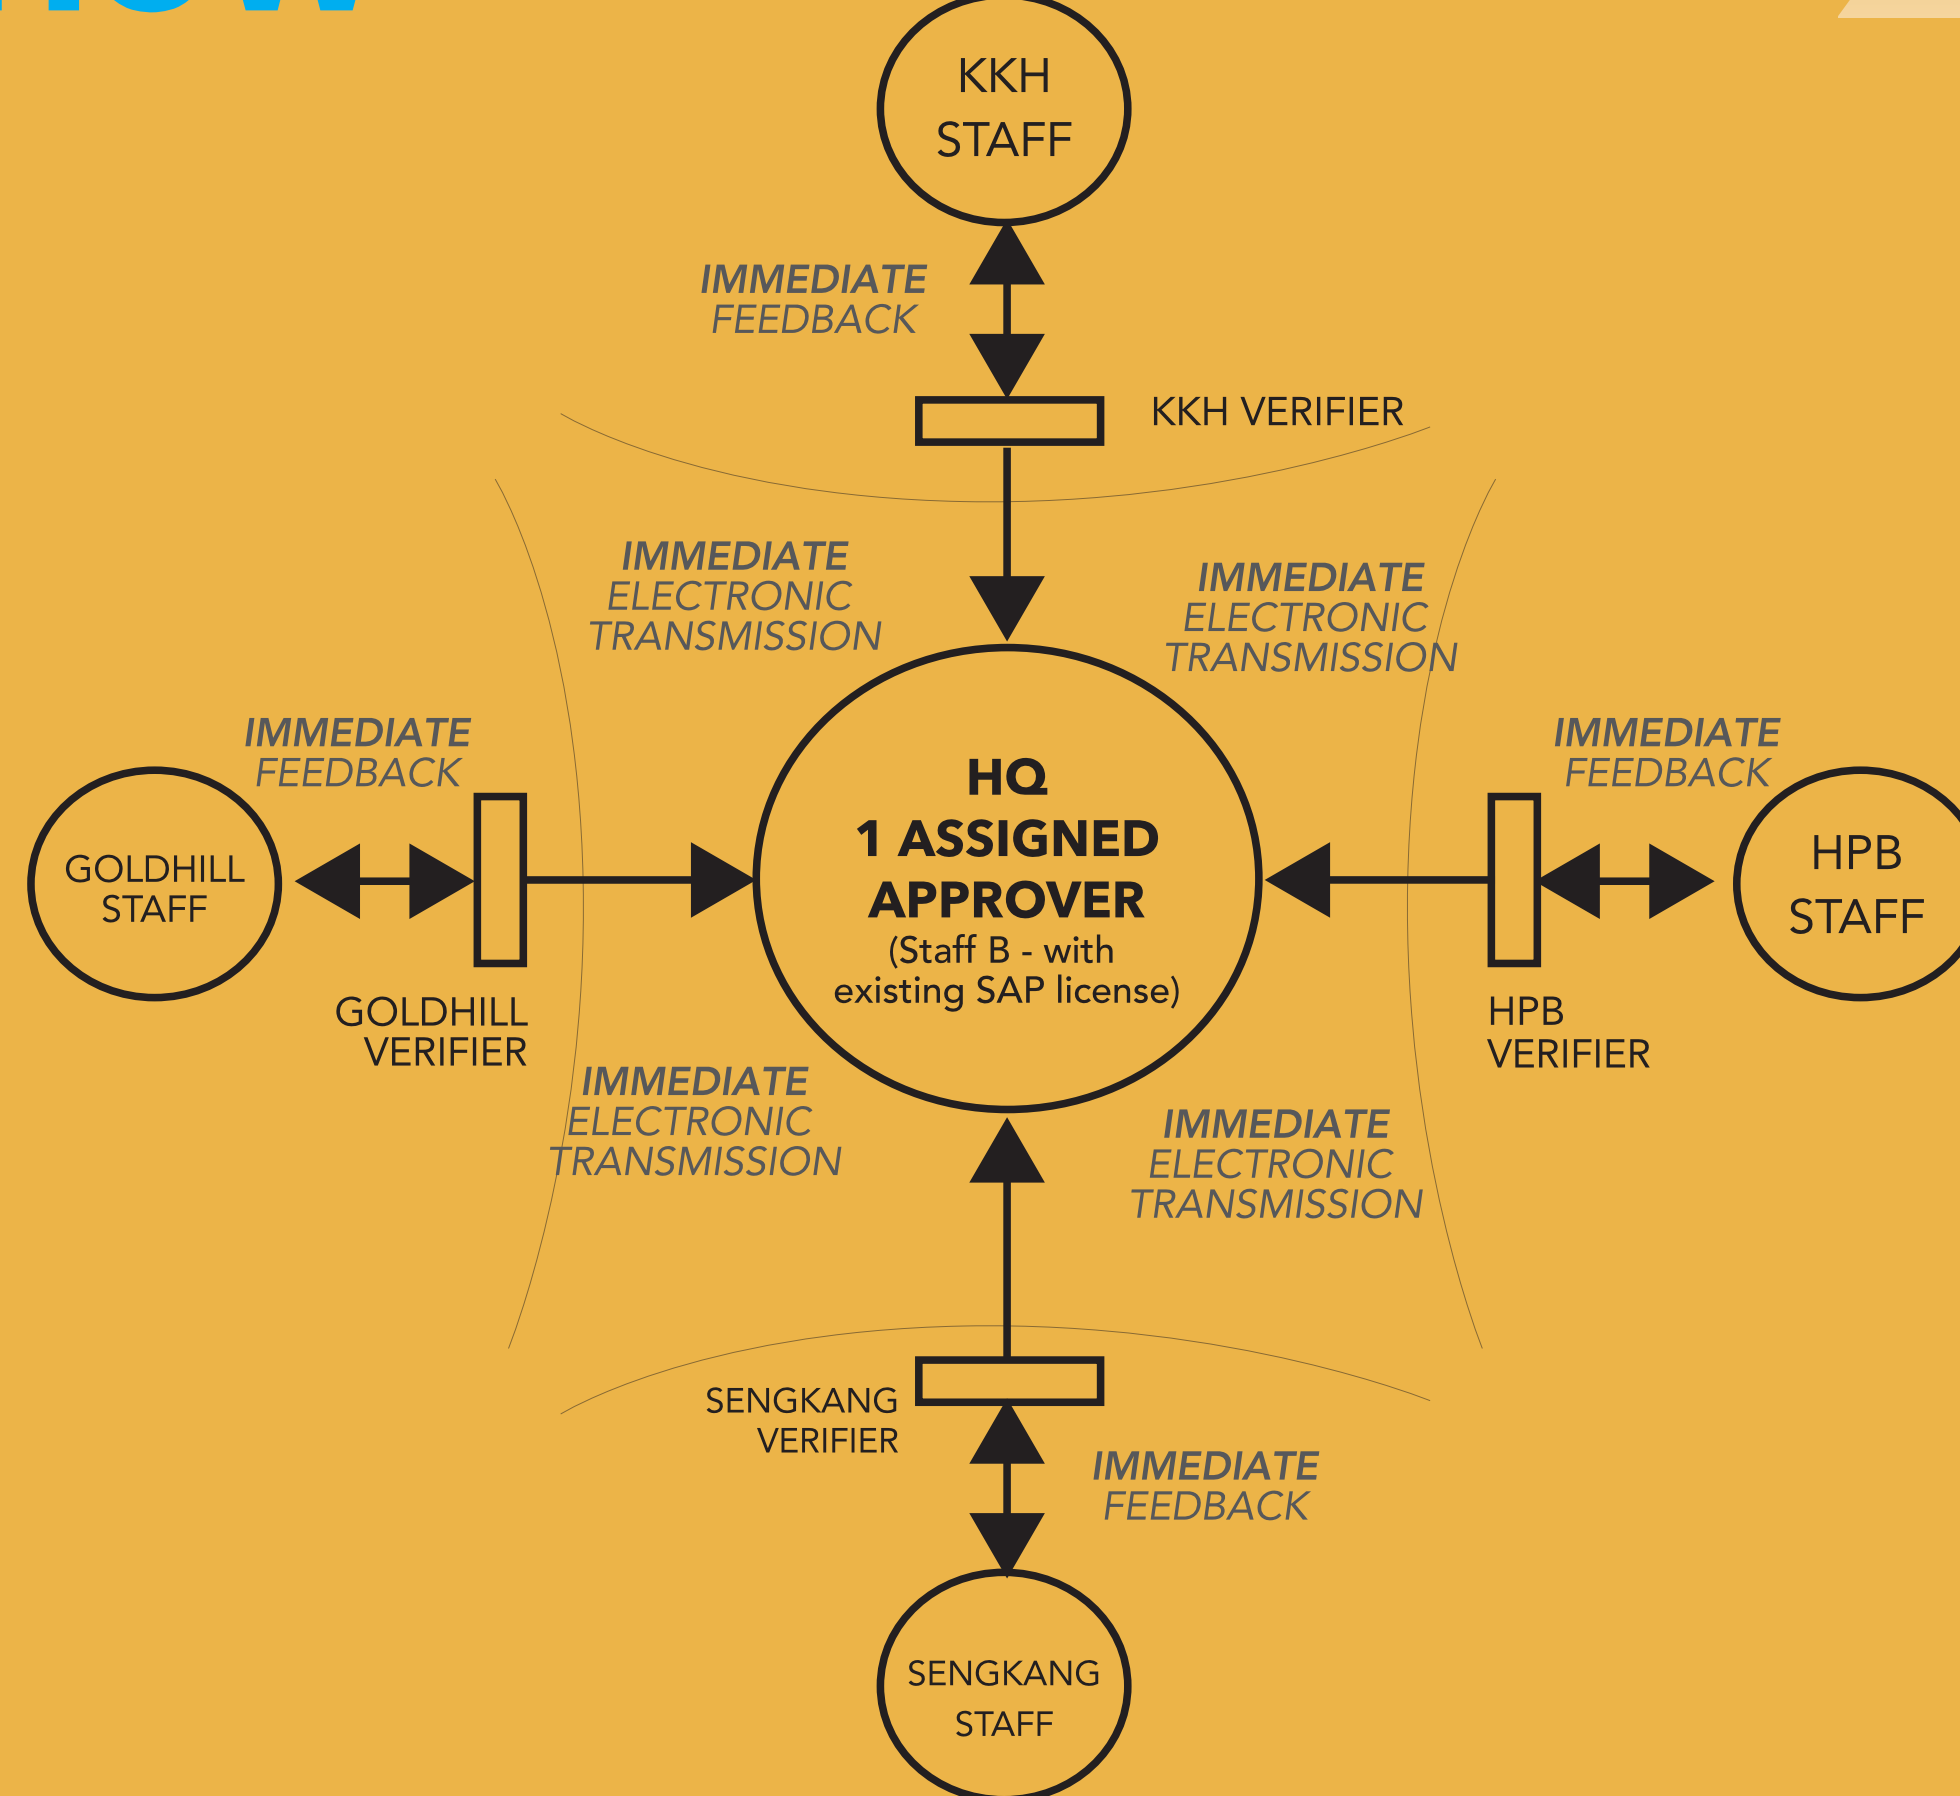 KKH
STAFF
IMMEDIATE
FEEDBACK
KKH VERIFIER
IMMEDIATE
ELECTRONIC
TRANSMISSION
IMMEDIATE
ELECTRONIC
TRANSMISSION
IMMEDIATE
FEEDBACK
GOLDHILL
STAFF
GOLDHILL
VERIFIER
HQ
1 ASSIGNED
APPROVER
(Staff B - with
existing SAP license)
IMMEDIATE
FEEDBACK
HPB
STAFF
HPB
VERIFIER
IMMEDIATE
ELECTRONIC
TRANSMISSION
IMMEDIATE
ELECTRONIC
TRANSMISSION
SENGKANG
VERIFIER
IMMEDIATE
FEEDBACK
SENGKANG
STAFF